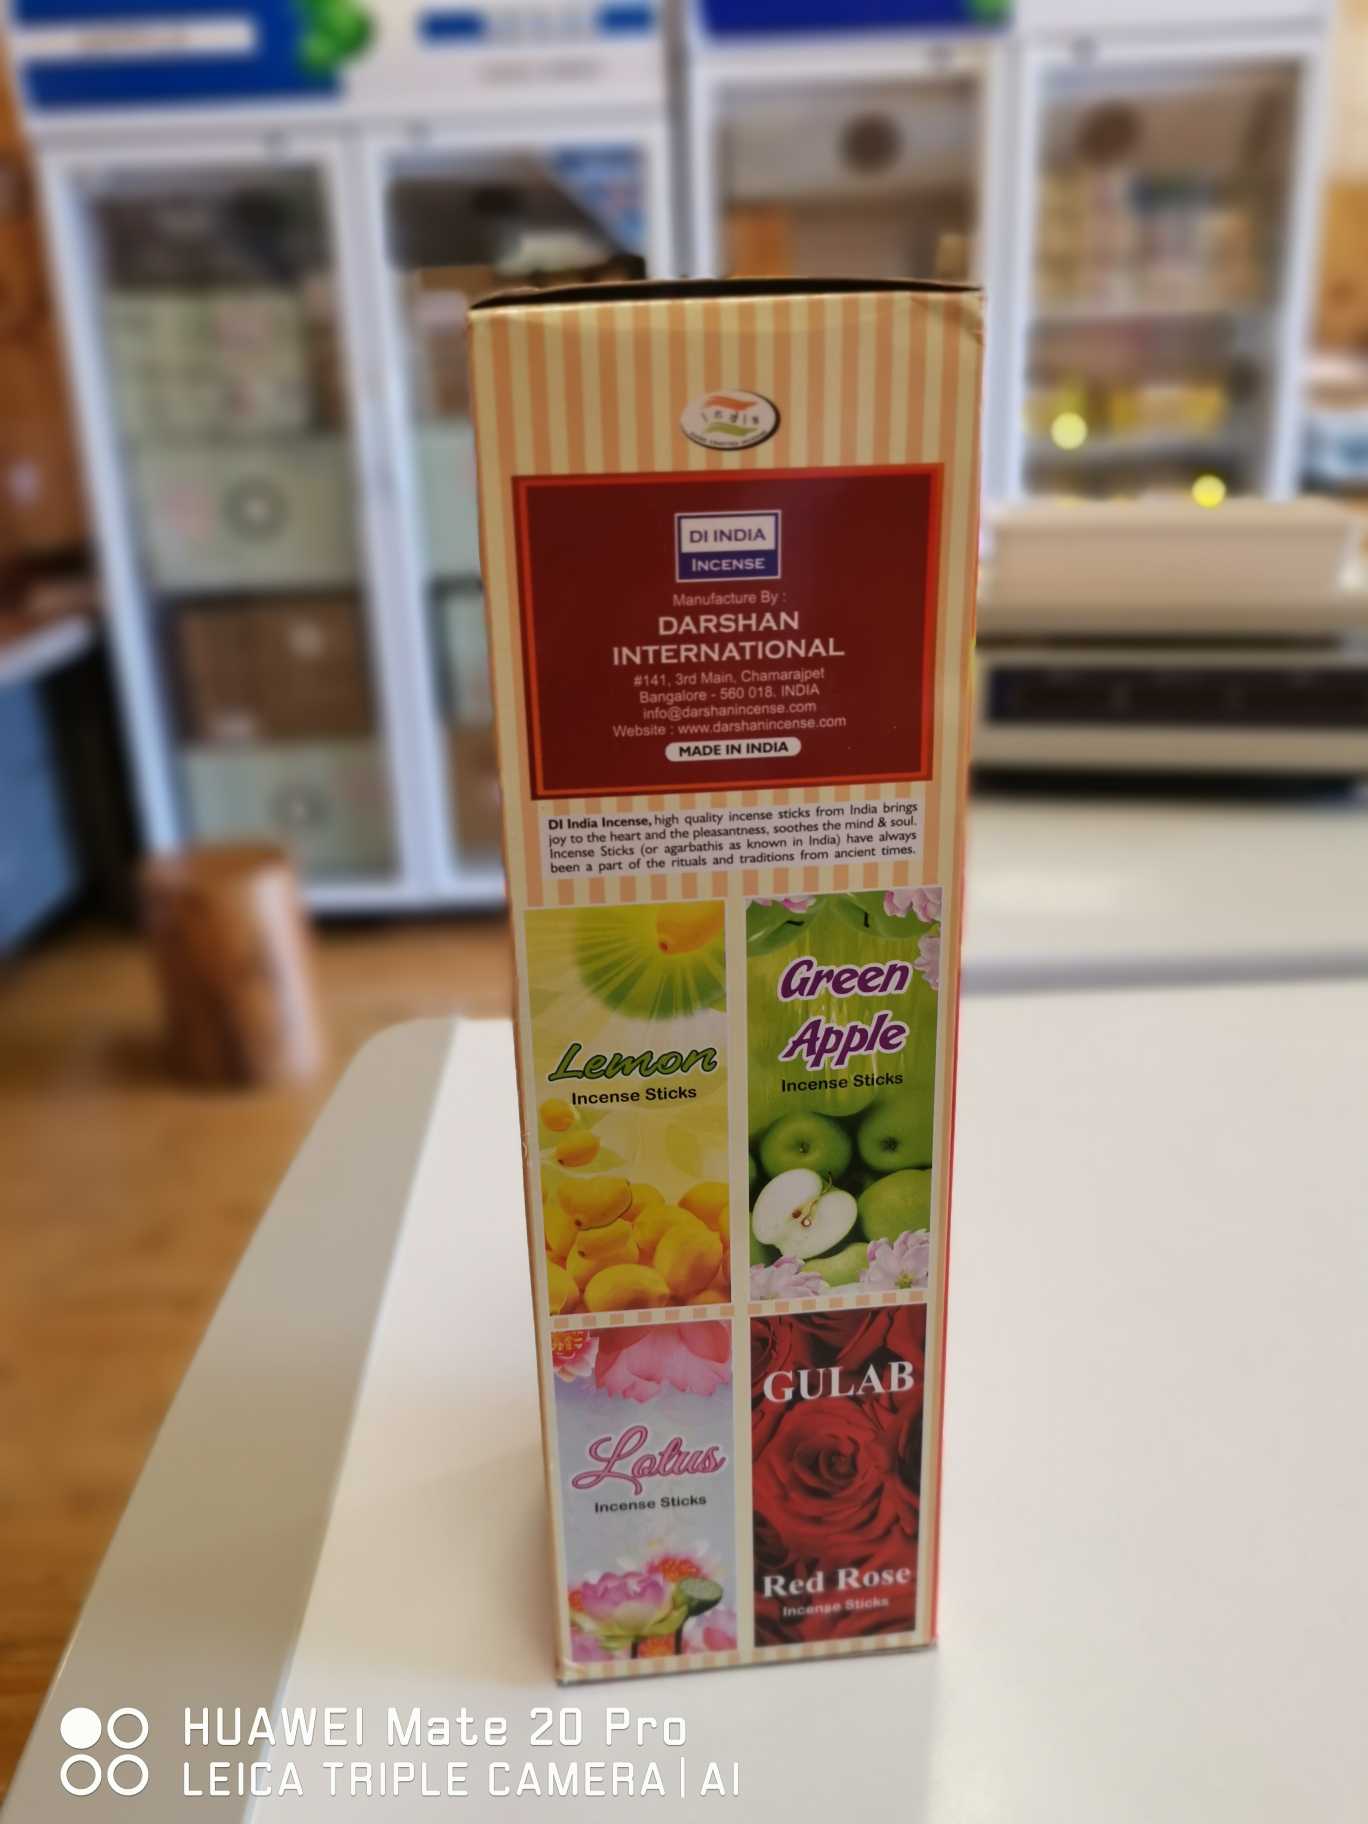 India
DI INDIA
INCENSE
Manufacture By :
DARSHAN
INTERNATIONAL
#141, 3rd Main, Chamarajpet
Bangalore - 560 018. INDIA
info@darshanincense.com
Website : www.darshanincense.com
MADE IN INDIA
DI India Incense, high quality incense sticks from India brings
joy to the heart and the pleasantness, soothes the mind & soul.
Incense Sticks (or agarbathis as known in India) have always
been a part of the rituals and traditions from ancient times.
Lemon
Incense Sticks
Green
Apple
Incense Sticks
Lotus
Incense Sticks
GULAB
Red Rose
Incense Sticks
HUAWEI Mate 20 Pro
LEICA TRIPLE CAMERA | AI